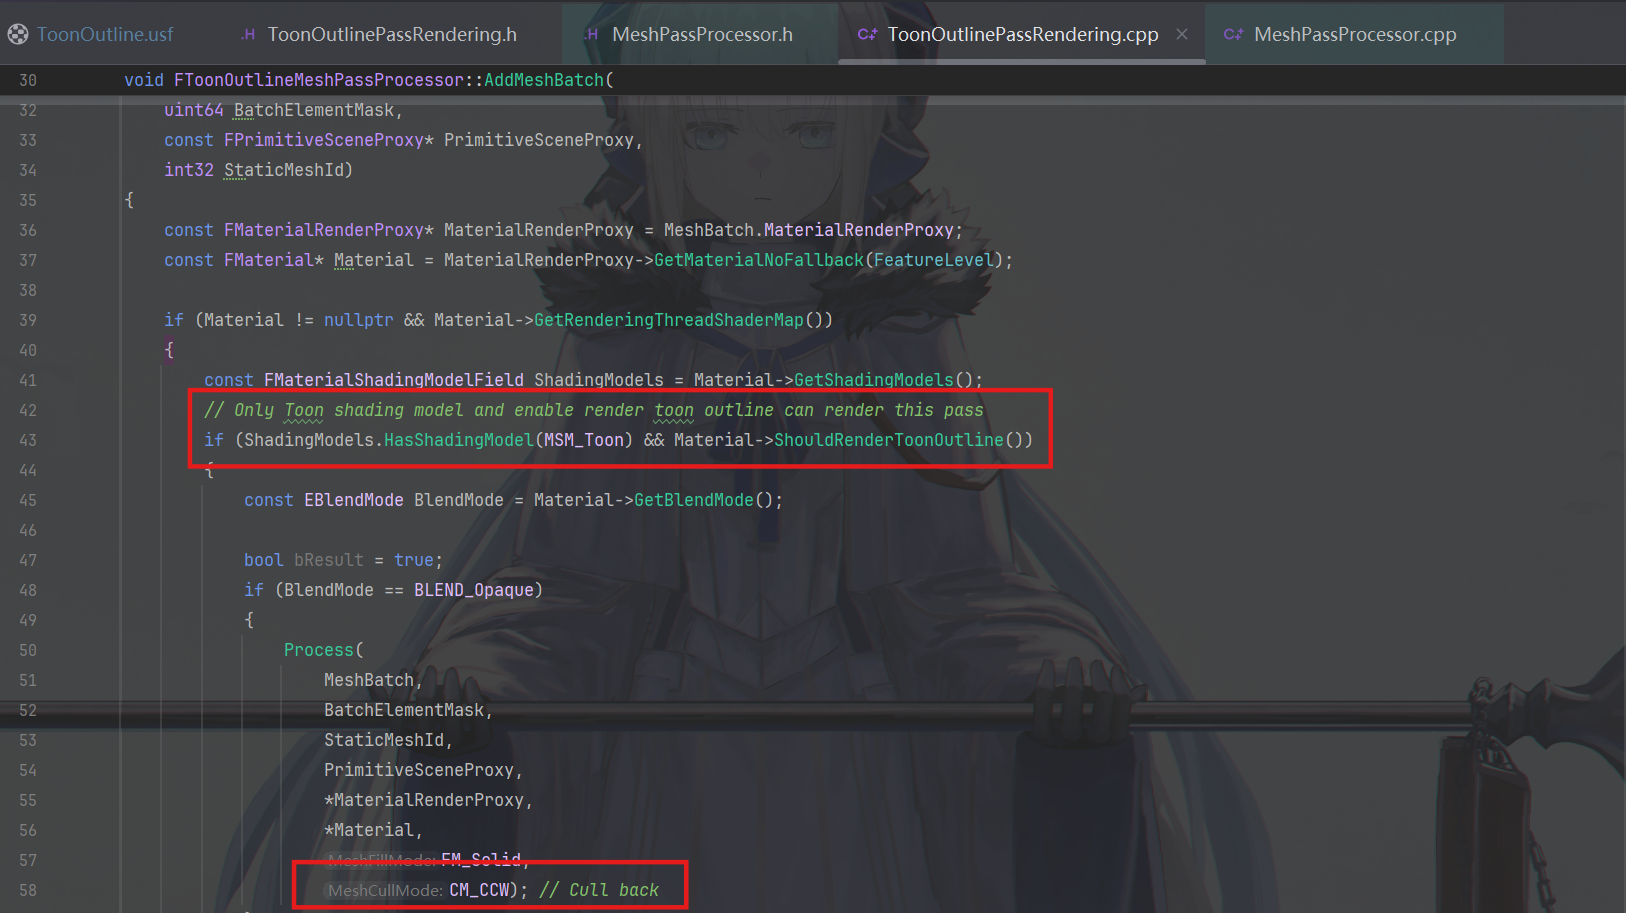 ToonOutline.usf
.H ToonOutlinePassRendering.h
.H MeshPassProcessor.h
C++ ToonOutlinePassRendering.cpp ×
C++ MeshPassProcessor.cpp
30 void FToonOutlineMeshPassProcessor::AddMeshBatch(
32 uint64 BatchElementMask,
33 const FPrimitiveSceneProxy* PrimitiveSceneProxy,
34 int32 StaticMeshId)
35 {
36 const FMaterialRenderProxy* MaterialRenderProxy = MeshBatch.MaterialRenderProxy;
37 const FMaterial* Material = MaterialRenderProxy->GetMaterialNoFallback(FeatureLevel);
38
39 if (Material != nullptr && Material->GetRenderingThreadShaderMap())
40 {
41 const FMaterialShadingModelField ShadingModels = Material->GetShadingModels();
42 // Only Toon shading model and enable render toon outline can render this pass
43 if (ShadingModels.HasShadingModel(MSM_Toon) && Material->ShouldRenderToonOutline())
44 {
45 const EBlendMode BlendMode = Material->GetBlendMode();
46
47 bool bResult = true;
48 if (BlendMode == BLEND_Opaque)
49 {
50 Process(
51 MeshBatch,
52 BatchElementMask,
53 StaticMeshId,
54 PrimitiveSceneProxy,
55 *MaterialRenderProxy,
56 *Material,
57 MeshFillMode: FM_Solid,
58 MeshCullMode: CM_CCW); // Cull back